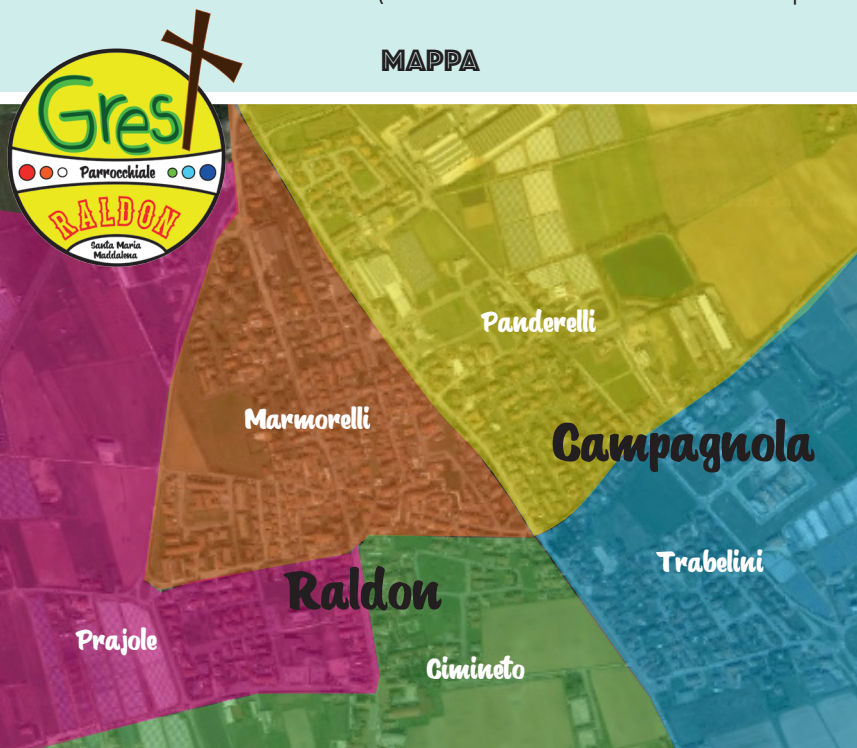 MAPPA
Grest
Parrocchiale
RALDON
Santa Maria
Maddalena
Panderelli
Marmorelli
Campagnola
Trabelini
Raldon
Prajole
Cimineto